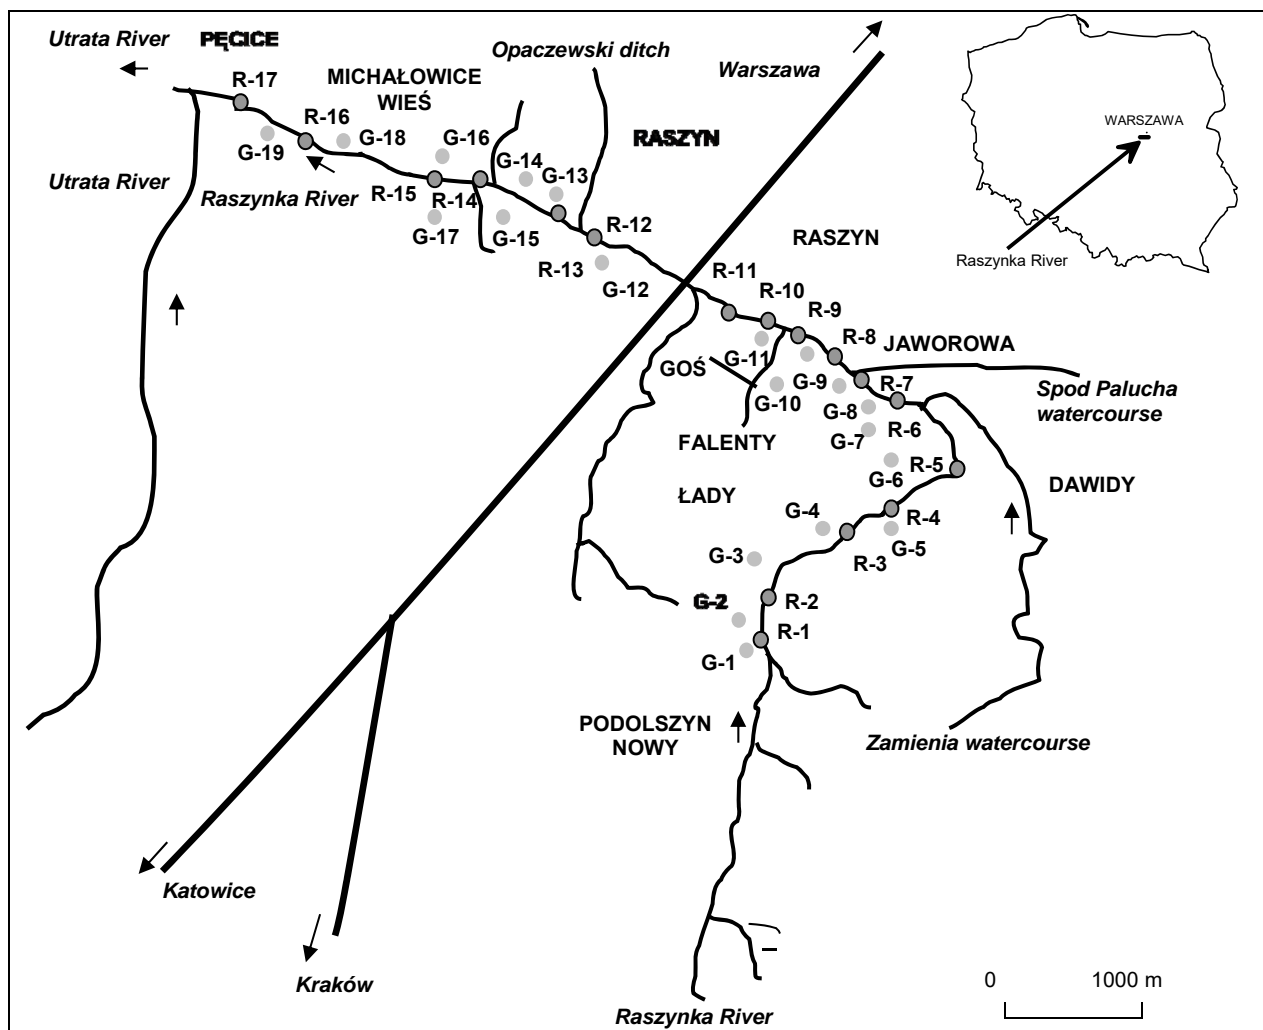 Utrata River
PĘCICE
Opaczewski ditch
Warszawa
R-17
MICHAŁOWICE
WIEŚ
WARSZAWA
R-16
G-18
G-16
RASZYN
G-19
G-14
G-13
Utrata River
Raszynka River
R-15
R-14
R-12
G-17
G-15
RASZYN
R-13
G-12
Raszynka River
R-11
R-10
R-9
R-8
JAWOROWA
G-11
GOŚ
G-9
R-7
Spod Palucha
watercourse
G-10
G-8
R-6
FALENTY
G-7
R-5
G-6
DAWIDY
ŁADY
G-4
R-4
G-5
G-3
R-3
G-2
R-2
R-1
G-1
PODOLSZYN
NOWY
Zamienia watercourse
Katowice
Kraków
0
1000 m
Raszynka River